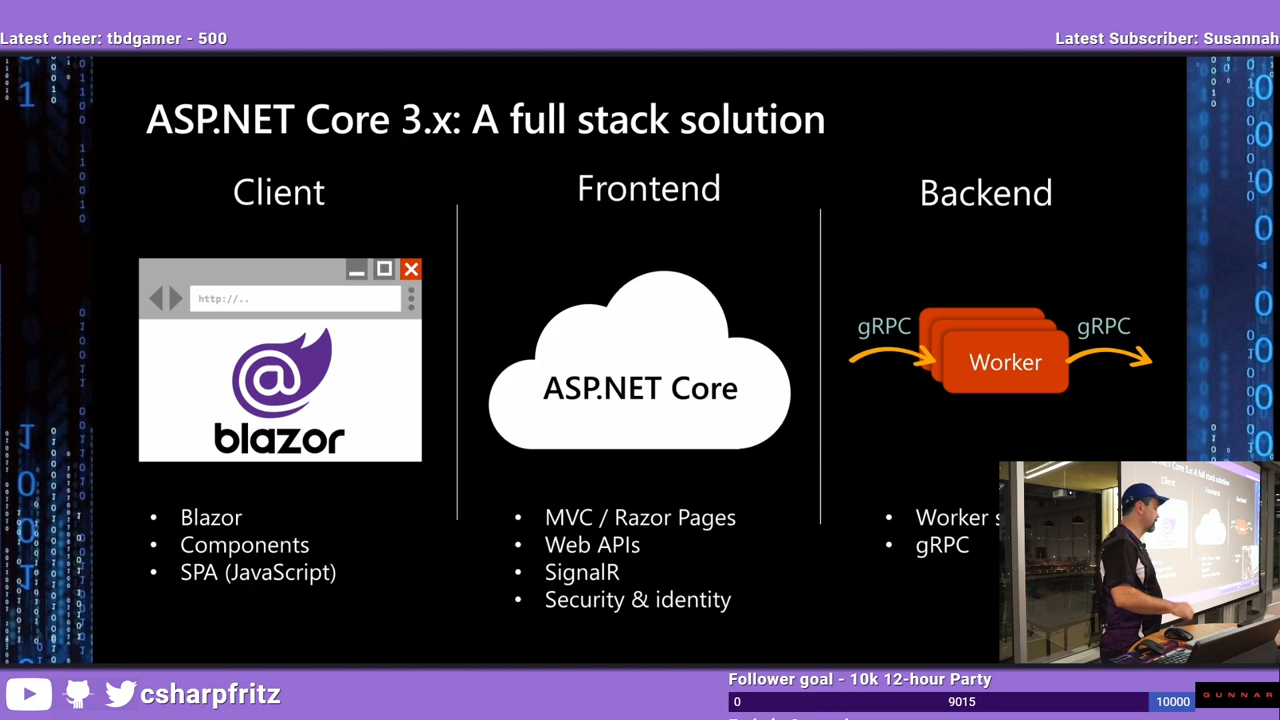 Latest cheer: tbdgamer - 500
Latest Subscriber: Susannah
ASP.NET Core 3.x: A full stack solution
Client
Frontend
Backend
http://..
blazor
ASP.NET Core
gRPC
Worker
gRPC
• Blazor
• Components
• SPA (JavaScript)
• MVC / Razor Pages
• Web APIs
• SignalR
• Security & identity
• Worker s
• gRPC
csharpfritz
Follower goal - 10k 12-hour Party
0
9015
10000
GUNNAR